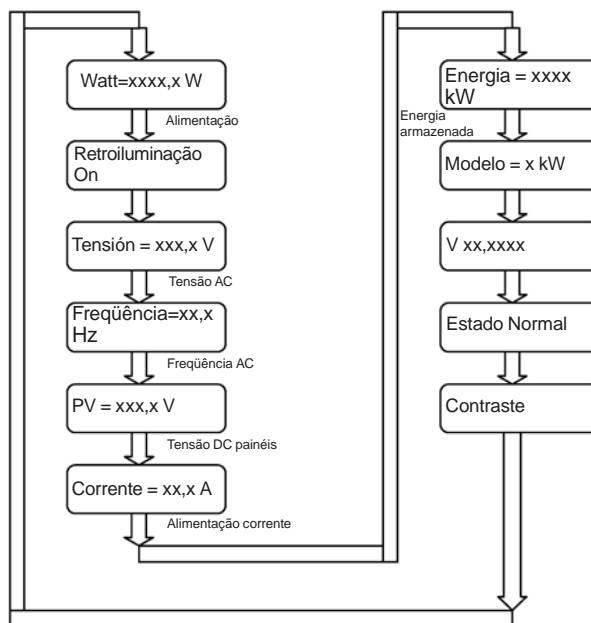 Watt=xxxx,x W
Alimentação
Retroiluminação
On
Tensión = xxx,x V
Tensão AC
Freqüência=xx,x
Hz
Freqüência AC
PV = xxx,x V
Tensão DC painéis
Corrente = xx,x A
Alimentação corrente
Energia = xxxx
kW
Energia
armazenada
Modelo = x kW
V xx,xxxx
Estado Normal
Contraste